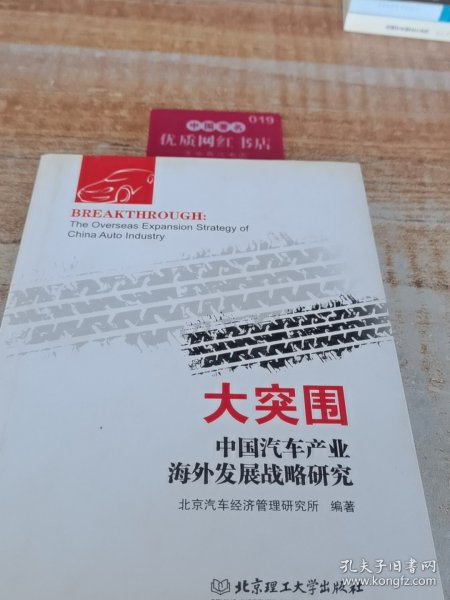 019
中国著名
优质网红书店
BREAKTHROUGH:
The Overseas Expansion Strategy of
China Auto Industry
大突围
中国汽车产业
海外发展战略研究
北京汽车经济管理研究所 编著
北京理工大学出版社
孔夫子旧书网
www.kongfz.com